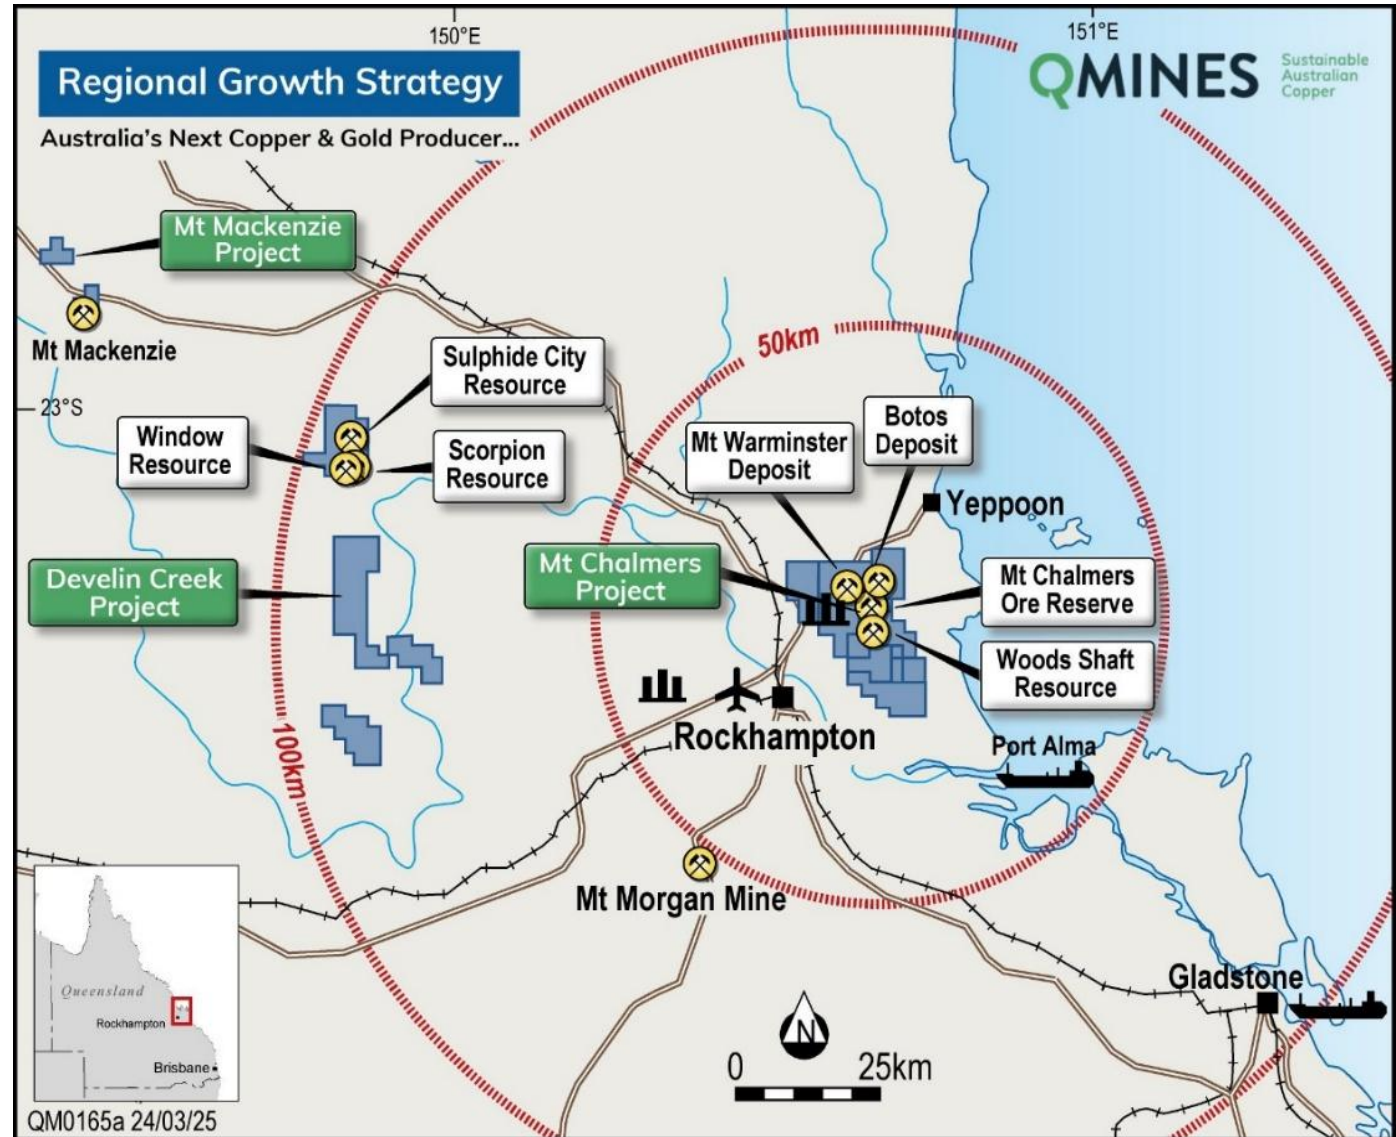 150°E
151°E
Regional Growth Strategy
Australia's Next Copper & Gold Producer...
QMINES
Sustainable
Australian
Copper
Mt Mackenzie
Project
Mt Mackenzie
50km
Sulphide City
Resource
23°S
Window
Resource
Scorpion
Resource
Mt Warminster
Deposit
Botos
Deposit
Yeppoon
Develin Creek
Project
Mt Chalmers
Project
Mt Chalmers
Ore Reserve
Woods Shaft
Resource
100km
Rockhampton
Port Alma
Mt Morgan Mine
Gladstone
Queensland
Rockhampton
Brisbane
N
0
25km
QM0165a 24/03/25